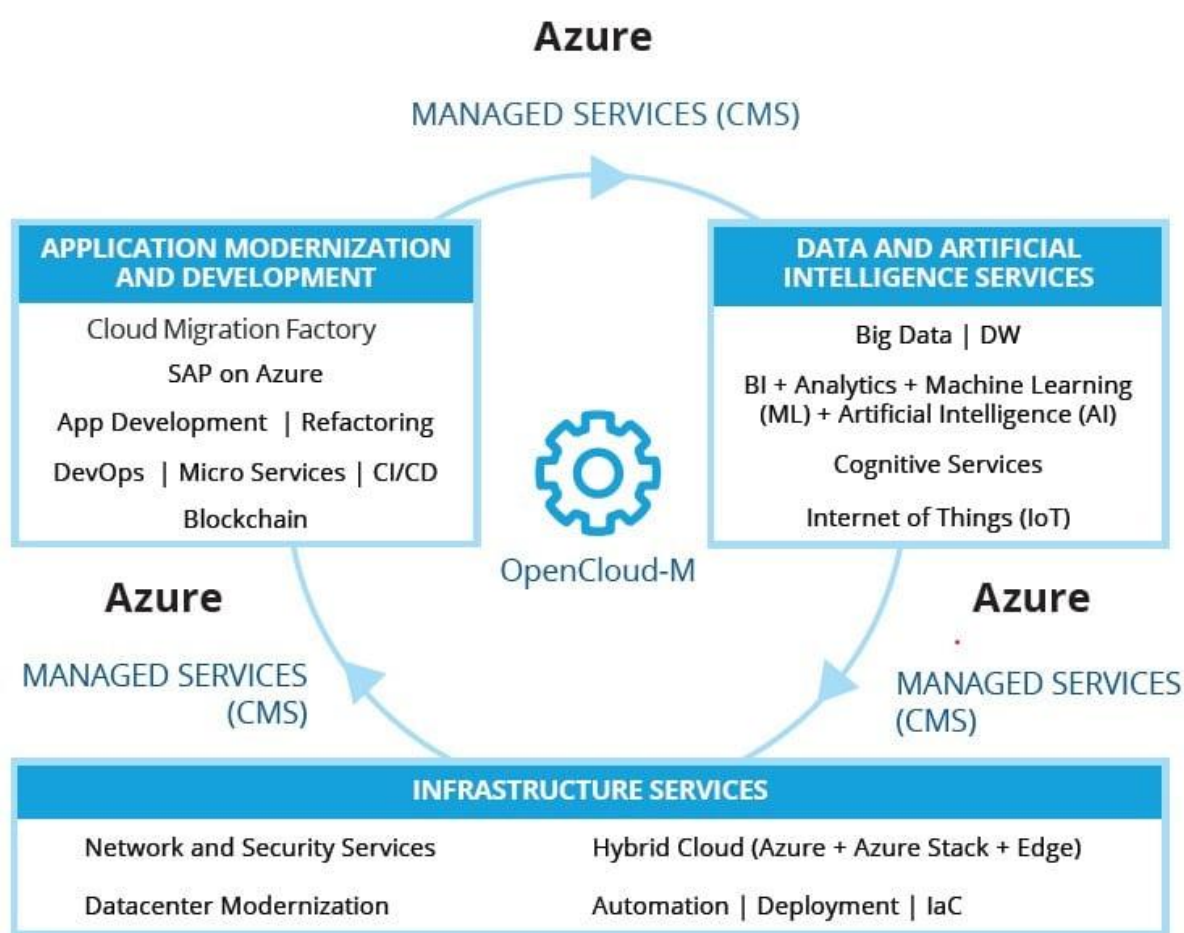 Azure
MANAGED SERVICES (CMS)
APPLICATION MODERNIZATION
AND DEVELOPMENT
Cloud Migration Factory
SAP on Azure
App Development | Refactoring
DevOps | Micro Services | CI/CD
Blockchain
DATA AND ARTIFICIAL
INTELLIGENCE SERVICES
Big Data | DW
BI + Analytics + Machine Learning
(ML) + Artificial Intelligence (AI)
Cognitive Services
Internet of Things (IoT)
OpenCloud-M
Azure
MANAGED SERVICES
(CMS)
Azure
MANAGED SERVICES
(CMS)
INFRASTRUCTURE SERVICES
Network and Security Services
Hybrid Cloud (Azure + Azure Stack + Edge)
Datacenter Modernization
Automation | Deployment | IaC